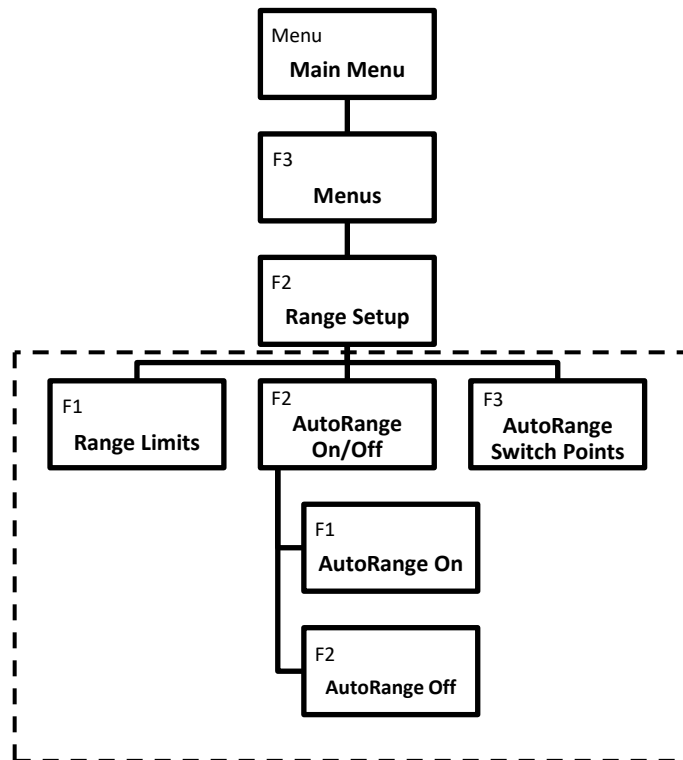 Menu
Main Menu
F3
Menus
F2
Range Setup
F1
Range Limits
F2
AutoRange
On/Off
F3
AutoRange
Switch Points
F1
AutoRange On
F2
AutoRange Off